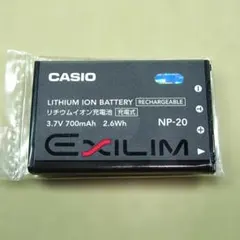 CASIO
LITHIUM ION BATTERY RECHARGEABLE
リチウムイオン充電池 充電式
3.7V 700mAh 2.6Wh NP-20
EXILIM